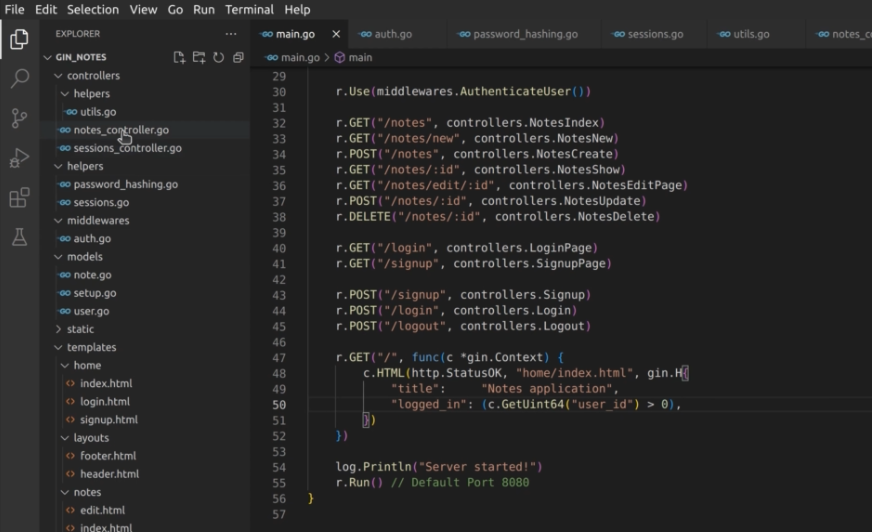 File Edit Selection View Go Run Terminal Help
EXPLORER ...
GIN_NOTES
controllers
helpers
utils.go
notes_controller.go
sessions_controller.go
helpers
password_hashing.go
sessions.go
middlewares
auth.go
models
note.go
setup.go
user.go
static
templates
home
index.html
login.html
signup.html
layouts
footer.html
header.html
notes
edit.html
index.html
main.go auth.go password_hashing.go sessions.go utils.go notes_c
main.go > main
29
30 r.Use(middlewares.AuthenticateUser())
31
32 r.GET("/notes", controllers.NotesIndex)
33 r.GET("/notes/new", controllers.NotesNew)
34 r.POST("/notes", controllers.NotesCreate)
35 r.GET("/notes/:id", controllers.NotesShow)
36 r.GET("/notes/edit/:id", controllers.NotesEditPage)
37 r.POST("/notes/:id", controllers.NotesUpdate)
38 r.DELETE("/notes/:id", controllers.NotesDelete)
39
40 r.GET("/login", controllers.LoginPage)
41 r.GET("/signup", controllers.SignupPage)
42
43 r.POST("/signup", controllers.Signup)
44 r.POST("/login", controllers.Login)
45 r.POST("/logout", controllers.Logout)
46
47 r.GET("/", func(c *gin.Context) {
48 c.HTML(http.StatusOK, "home/index.html", gin.H{
49 "title": "Notes application",
50 "logged_in": (c.GetUint64("user_id") > 0),
51 })
52 })
53
54 log.Println("Server started!")
55 r.Run() // Default Port 8080
56 }
57